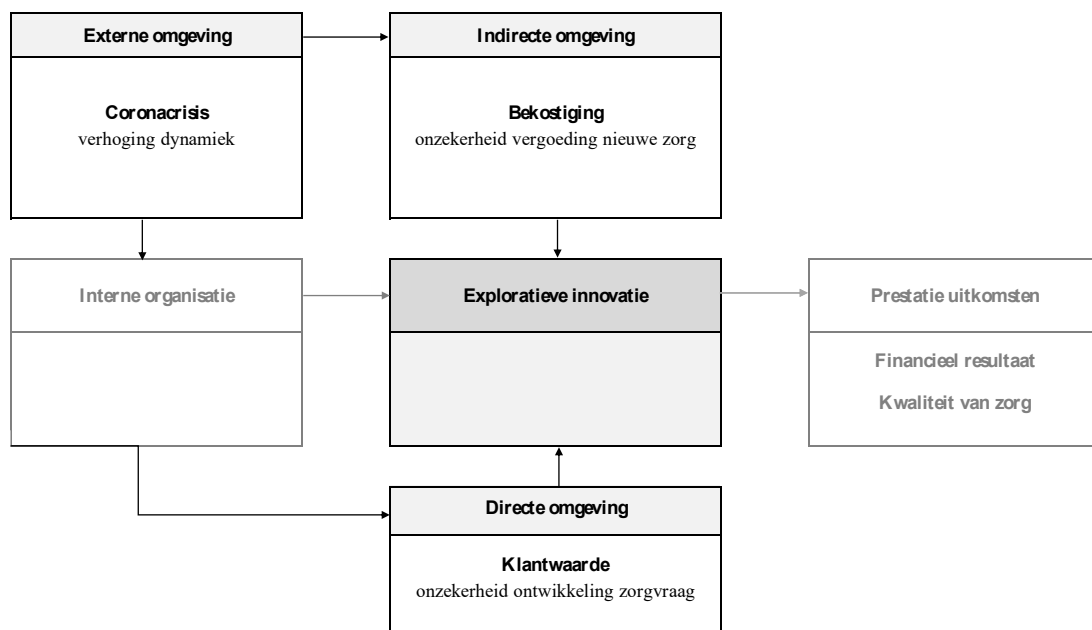 Externe omgeving
Coronacrisis
verhoging dynamiek
Indirecte omgeving
Bekostiging
onzekerheid vergoeding nieuwe zorg
Interne organisatie
Exploratieve innovatie
Prestatie uitkomsten
Financieel resultaat
Kwaliteit van zorg
Directe omgeving
Klantwaarde
onzekerheid ontwikkeling zorgvraag